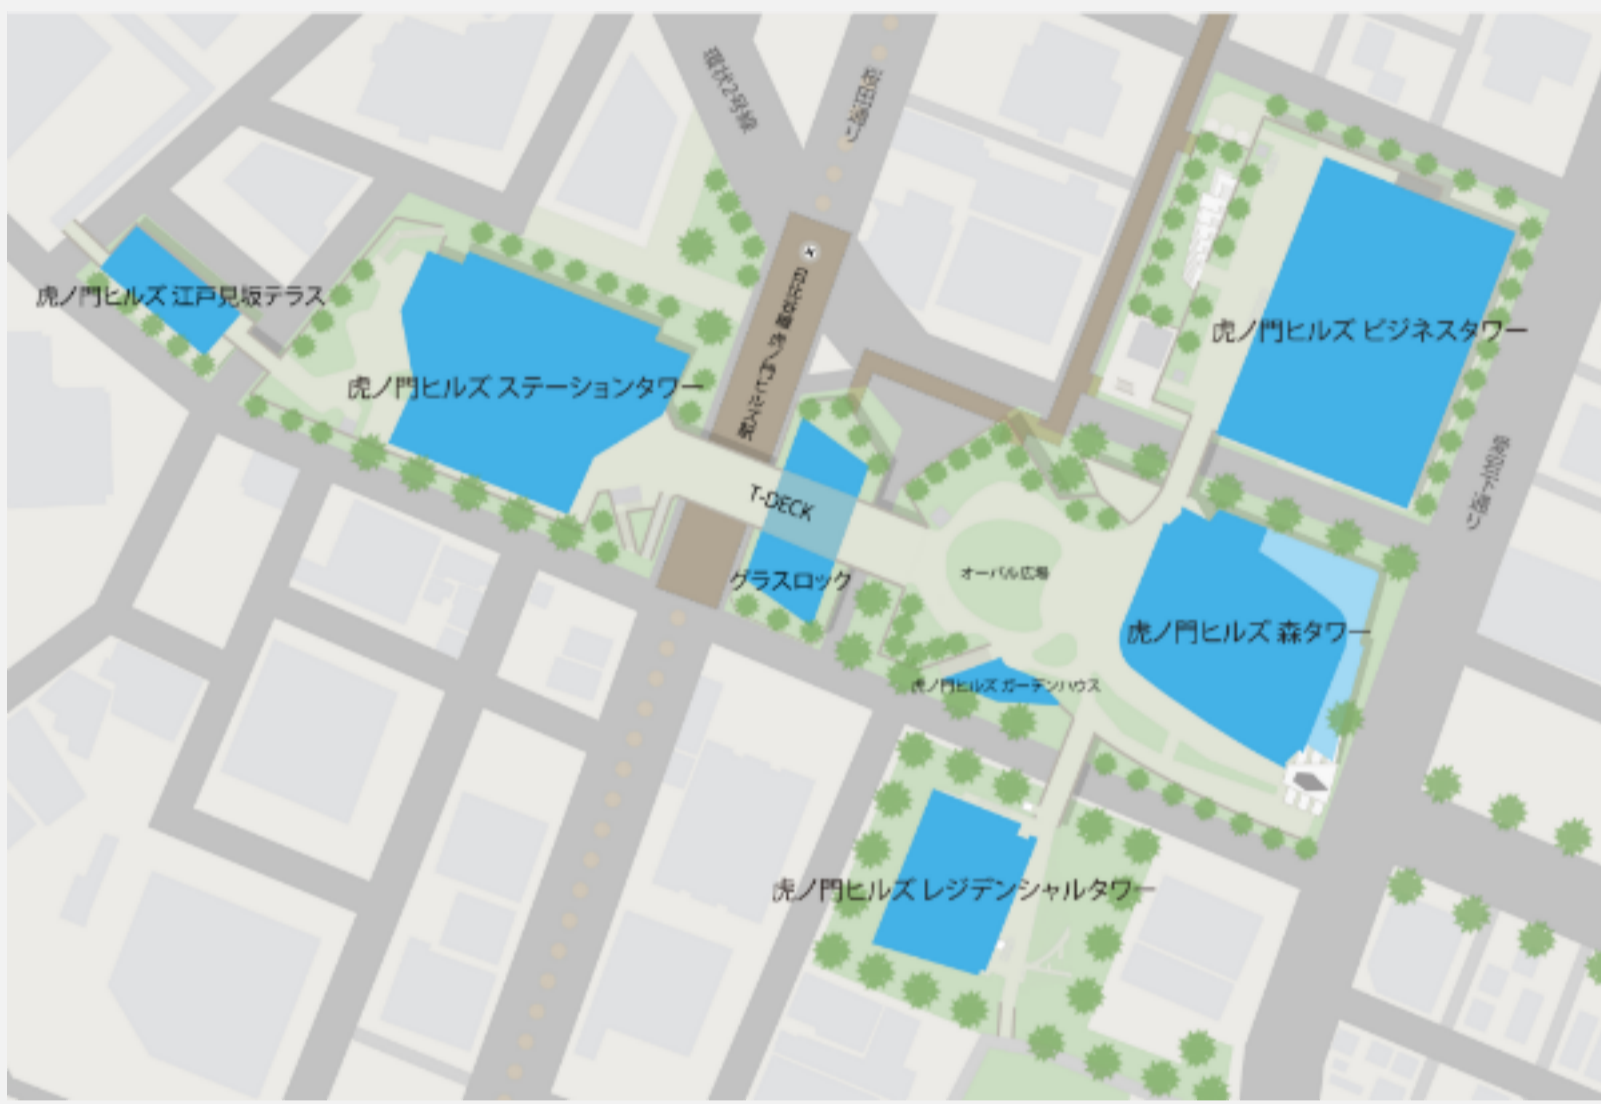 環状2号線
桜田通り
虎ノ門ヒルズ 江戸見坂テラス
虎ノ門ヒルズ ステーションタワー
日比谷線 虎ノ門ヒルズ駅
虎ノ門ヒルズ ビジネスタワー
愛宕下通り
T-DECK
グラスロック
オーバル広場
虎ノ門ヒルズ 森タワー
虎ノ門ヒルズ ガーデンハウス
虎ノ門ヒルズ レジデンシャルタワー